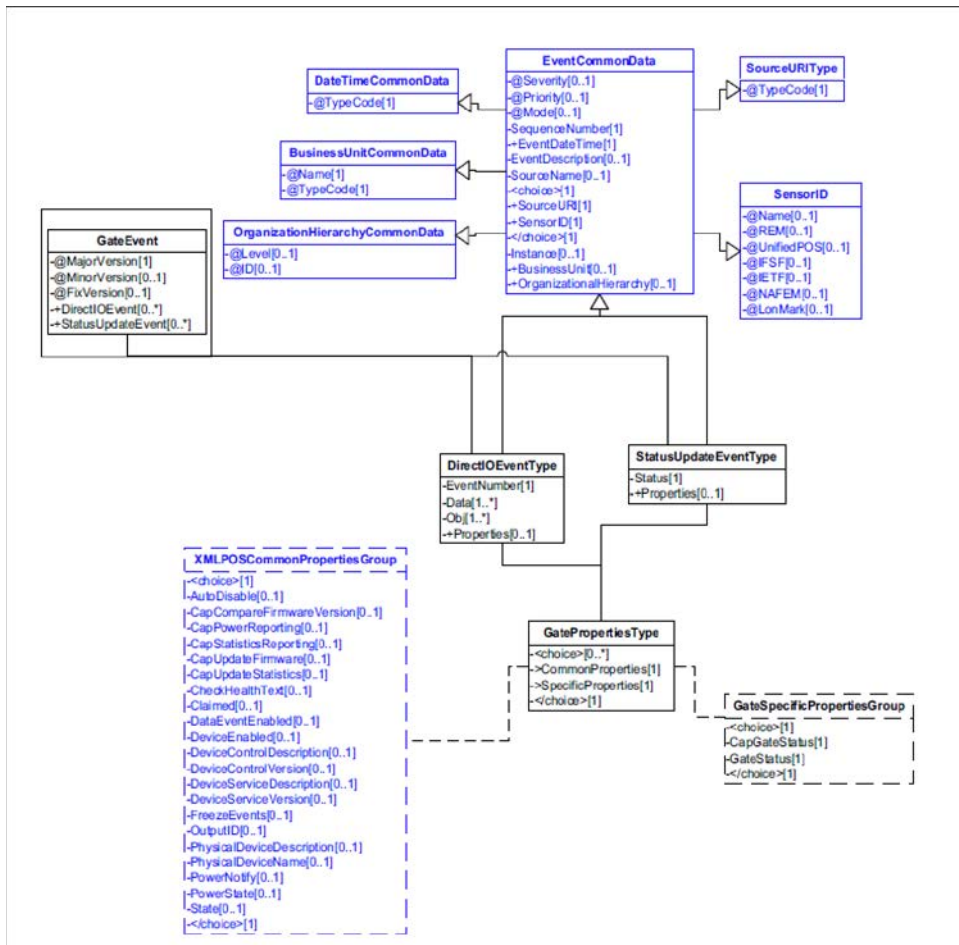 EventCommonData
-@Severity[0..1]
-@Priority[0..1]
-@Mode[0..1]
-SequenceNumber[1]
-+EventDateTime[1]
-EventDescription[0..1]
-SourceName[0..1]
-<choice>[1]
-+SourceURI[1]
-+SensorID[1]
-</choice>[1]
-Instance[0..1]
-+BusinessUnit[0..1]
-+OrganizationalHierarchy[0..1]
DateTimeCommonData
-@TypeCode[1]
SourceURIType
-@TypeCode[1]
BusinessUnitCommonData
-@Name[1]
-@TypeCode[1]
OrganizationHierarchyCommonData
-@Level[0..1]
-@ID[0..1]
SensorID
-@Name[0..1]
-@REM[0..1]
-@UnifiedPOS[0..1]
-@IFSF[0..1]
-@IETF[0..1]
-@NAFEM[0..1]
-@LonMark[0..1]
GateEvent
-@MajorVersion[1]
-@MinorVersion[0..1]
-@FixVersion[0..1]
-+DirectIOEvent[0..*]
-+StatusUpdateEvent[0..*]
DirectIOEventType
-EventNumber[1]
-Data[1..*]
-Obj[1..*]
-+Properties[0..1]
StatusUpdateEventType
-Status[1]
-+Properties[0..1]
XMLPOSCommonPropertiesGroup
-<choice>[1]
-AutoDisable[0..1]
-CapCompareFirmwareVersion[0..1]
-CapPowerReporting[0..1]
-CapStatisticsReporting[0..1]
-CapUpdateFirmware[0..1]
-CapUpdateStatistics[0..1]
-CheckHealthText[0..1]
-Claimed[0..1]
-DataEventEnabled[0..1]
-DeviceEnabled[0..1]
-DeviceControlDescription[0..1]
-DeviceControlVersion[0..1]
-DeviceServiceDescription[0..1]
-DeviceServiceVersion[0..1]
-FreezeEvents[0..1]
-OutputID[0..1]
-PhysicalDeviceDescription[0..1]
-PhysicalDeviceName[0..1]
-PowerNotify[0..1]
-PowerState[0..1]
-State[0..1]
-</choice>[1]
GatePropertiesType
-<choice>[0..*]
->CommonProperties[1]
->SpecificProperties[1]
-</choice>[1]
GateSpecificPropertiesGroup
-<choice>[1]
-CapGateStatus[1]
-GateStatus[1]
-</choice>[1]